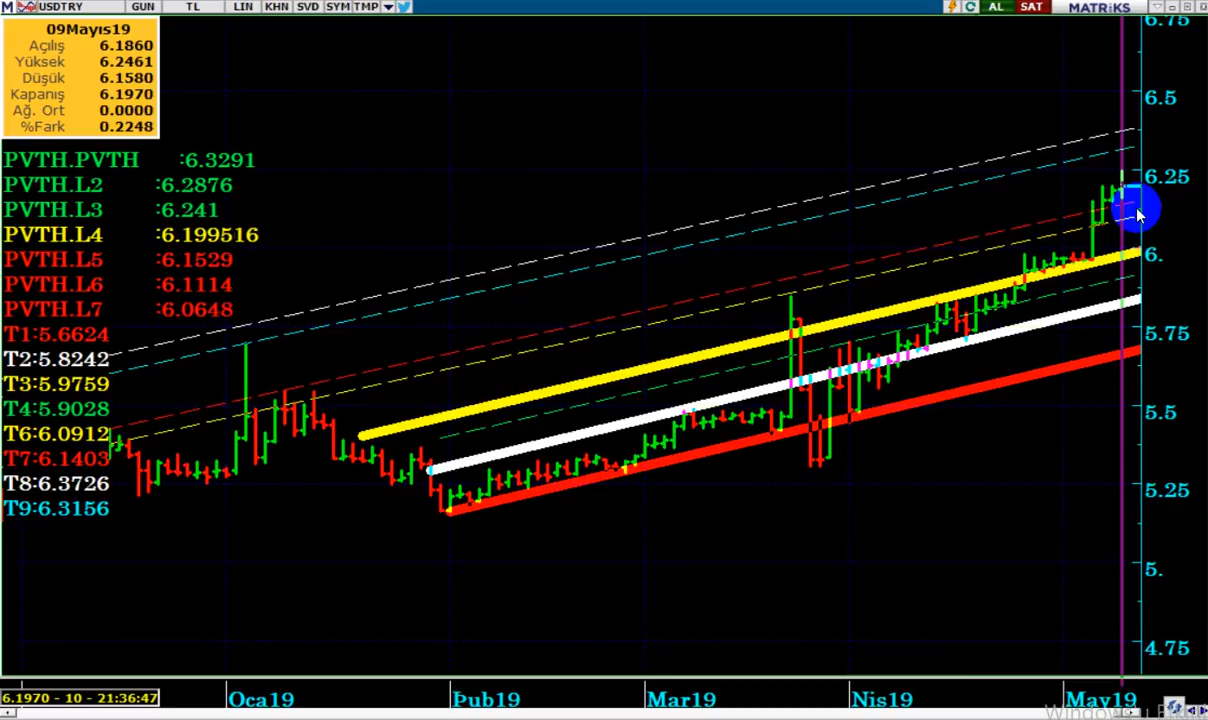 USDTRY GUN TL LIN KHN SVD SYM TMP AL SAT MATRiKS
09Mayıs19
Açılış 6.1860
Yüksek 6.2461
Düşük 6.1580
Kapanış 6.1970
Ağ. Ort 0.0000
%Fark 0.2248
PVTH.PVTH :6.3291
PVTH.L2 :6.2876
PVTH.L3 :6.241
PVTH.L4 :6.199516
PVTH.L5 :6.1529
PVTH.L6 :6.1114
PVTH.L7 :6.0648
T1:5.6624
T2:5.8242
T3:5.9759
T4:5.9028
T6:6.0912
T7:6.1403
T8:6.3726
T9:6.3156
6.75
6.5
6.25
6.
5.75
5.5
5.25
5.
4.75
6.1970 - 10 - 21:36:47
Oca19 Þub19 Mar19 Nis19 May19